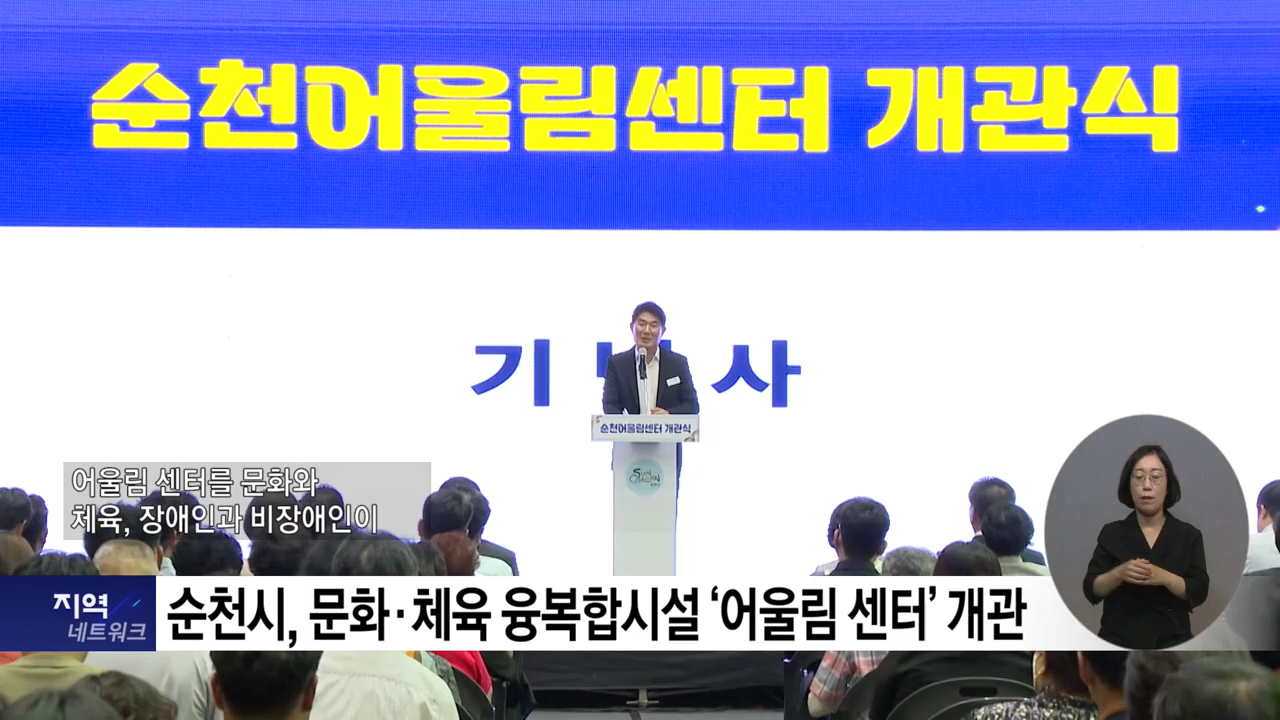 순천어울림센터 개관식
기 사
순천어울림센터 개관식
SUNCHEON
어울림 센터를 문화와
체육, 장애인과 비장애인이
지역
네트워크
순천시, 문화·체육 융복합시설 ‘어울림 센터’ 개관